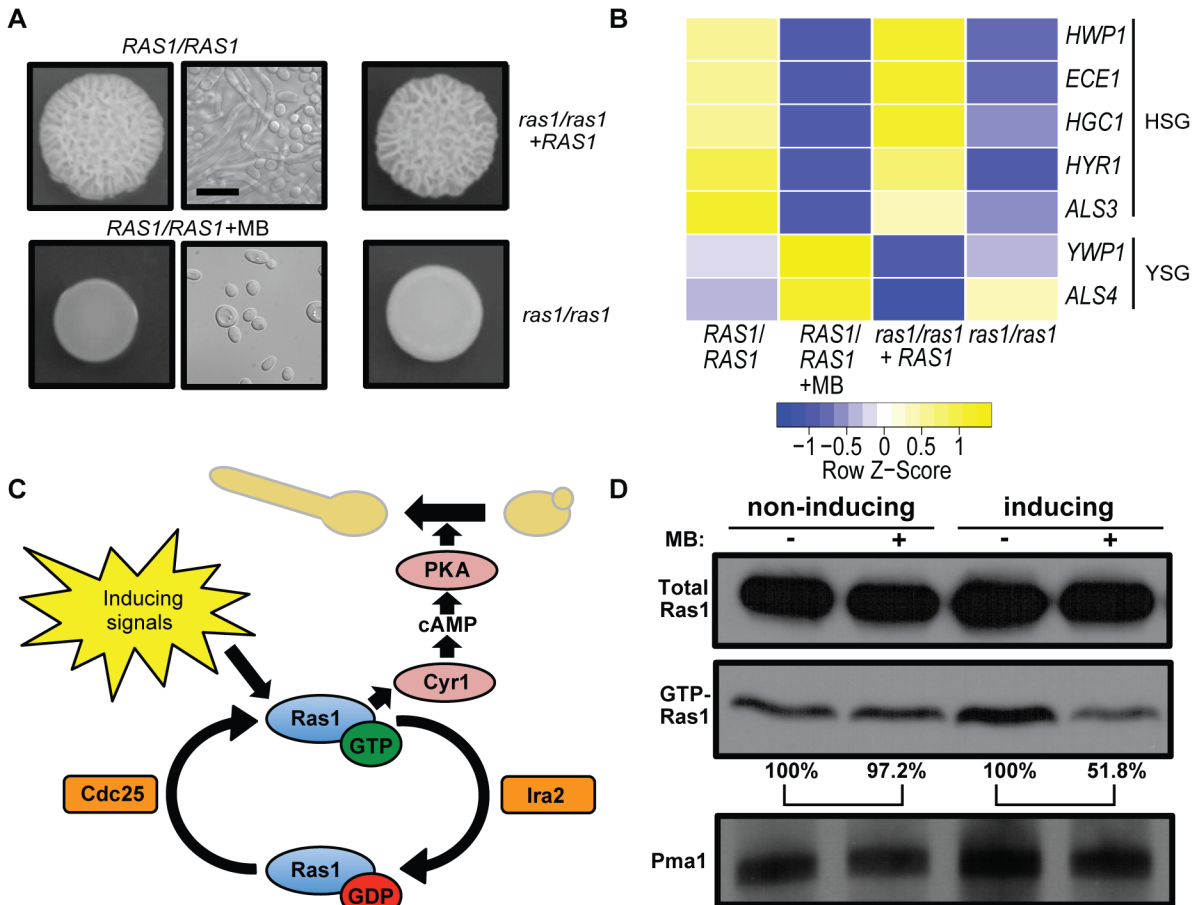 A
RAS1/RAS1
ras1/ras1
+RAS1
RAS1/RAS1+MB
ras1/ras1
B
HWP1
ECE1
HGC1
HYR1
ALS3
YWP1
ALS4
HSG
YSG
RAS1/
RAS1
RAS1/
RAS1
+MB
ras1/ras1
+ RAS1
ras1/ras1
−1 −0.5 0 0.5 1
Row Z−Score
C
Inducing
signals
PKA
cAMP
Cyr1
Ras1
GTP
Cdc25
Ira2
Ras1
GDP
D
non-inducing inducing
MB: - + - +
Total
Ras1
GTP-
Ras1
100% 97.2% 100% 51.8%
Pma1